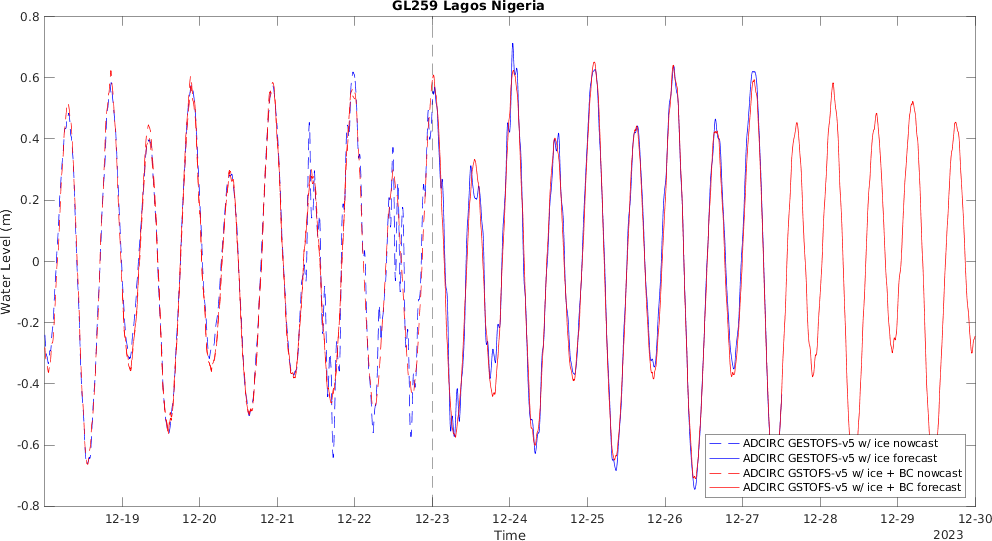 GL259 Lagos Nigeria
0.8
0.6
0.4
0.2
0
-0.2
-0.4
-0.6
-0.8
Water Level (m)
12-19 12-20 12-21 12-22 12-23 12-24 12-25 12-26 12-27 12-28 12-29 12-30
Time
2023
ADCIRC GESTOFS-v5 w/ ice nowcast
ADCIRC GESTOFS-v5 w/ ice forecast
ADCIRC GSTOFS-v5 w/ ice + BC nowcast
ADCIRC GSTOFS-v5 w/ ice + BC forecast